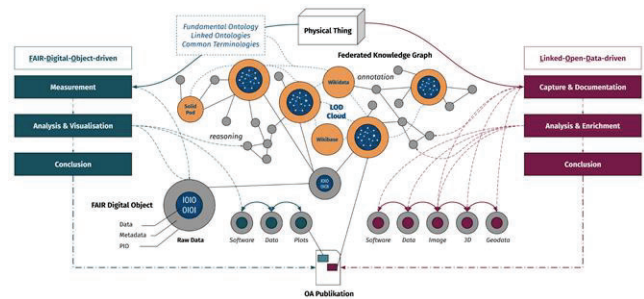 Fundamental Ontology
Linked Ontologies
Common Terminologies
Physical Thing
FAIR-Digital-Object-driven
Federated Knowledge Graph
Linked-Open-Data-driven
Measurement
Solid
Pod
Wikidata
annotation
Capture & Documentation
LOD
Cloud
Analysis & Visualisation
reasoning
Wikibase
Analysis & Enrichment
Conclusion
Conclusion
IOIO
OIOI
IOIO
OIOI
FAIR Digital Object
Data
Metadata
PID
Raw Data
Software
Data
Plots
Software
Data
Image
3D
Geodata
OA Publikation